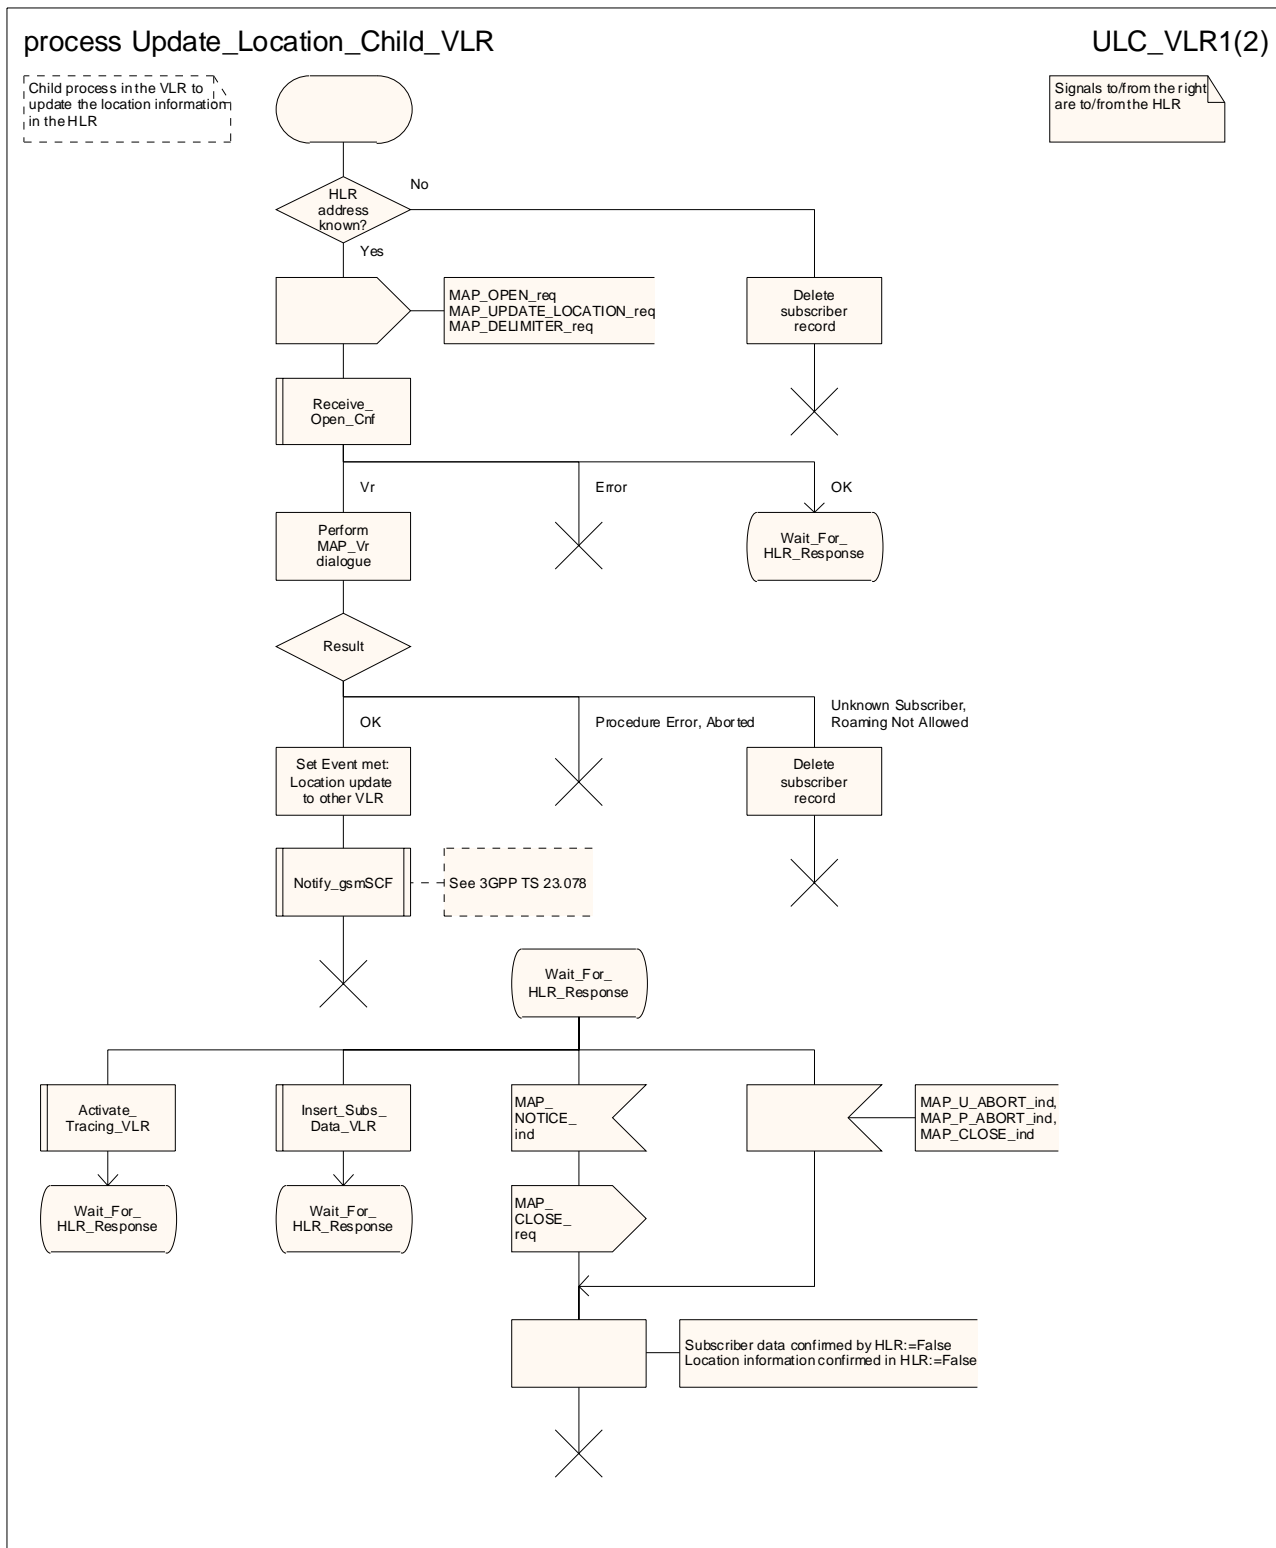 process Update_Location_Child_VLR
ULC_VLR1(2)
Child process in the VLR to
update the location information
in the HLR
Signals to/from the right
are to/from the HLR
HLR
address
known?
No
Yes
MAP_OPEN_req
MAP_UPDATE_LOCATION_req
MAP_DELIMITER_req
Delete
subscriber
record
Receive_
Open_Cnf
Vr
Error
OK
Perform
MAP_Vr
dialogue
Wait_For_
HLR_Response
Result
OK
Procedure Error, Aborted
Unknown Subscriber,
Roaming Not Allowed
Set Event met:
Location update
to other VLR
Delete
subscriber
record
Notify_gsmSCF
See 3GPP TS 23.078
Wait_For_
HLR_Response
Activate_
Tracing_VLR
Insert_Subs_
Data_VLR
MAP_
NOTICE_
ind
MAP_U_ABORT_ind,
MAP_P_ABORT_ind,
MAP_CLOSE_ind
Wait_For_
HLR_Response
Wait_For_
HLR_Response
MAP_
CLOSE_
req
Subscriber data confirmed by HLR:=False
Location information confirmed in HLR:=False